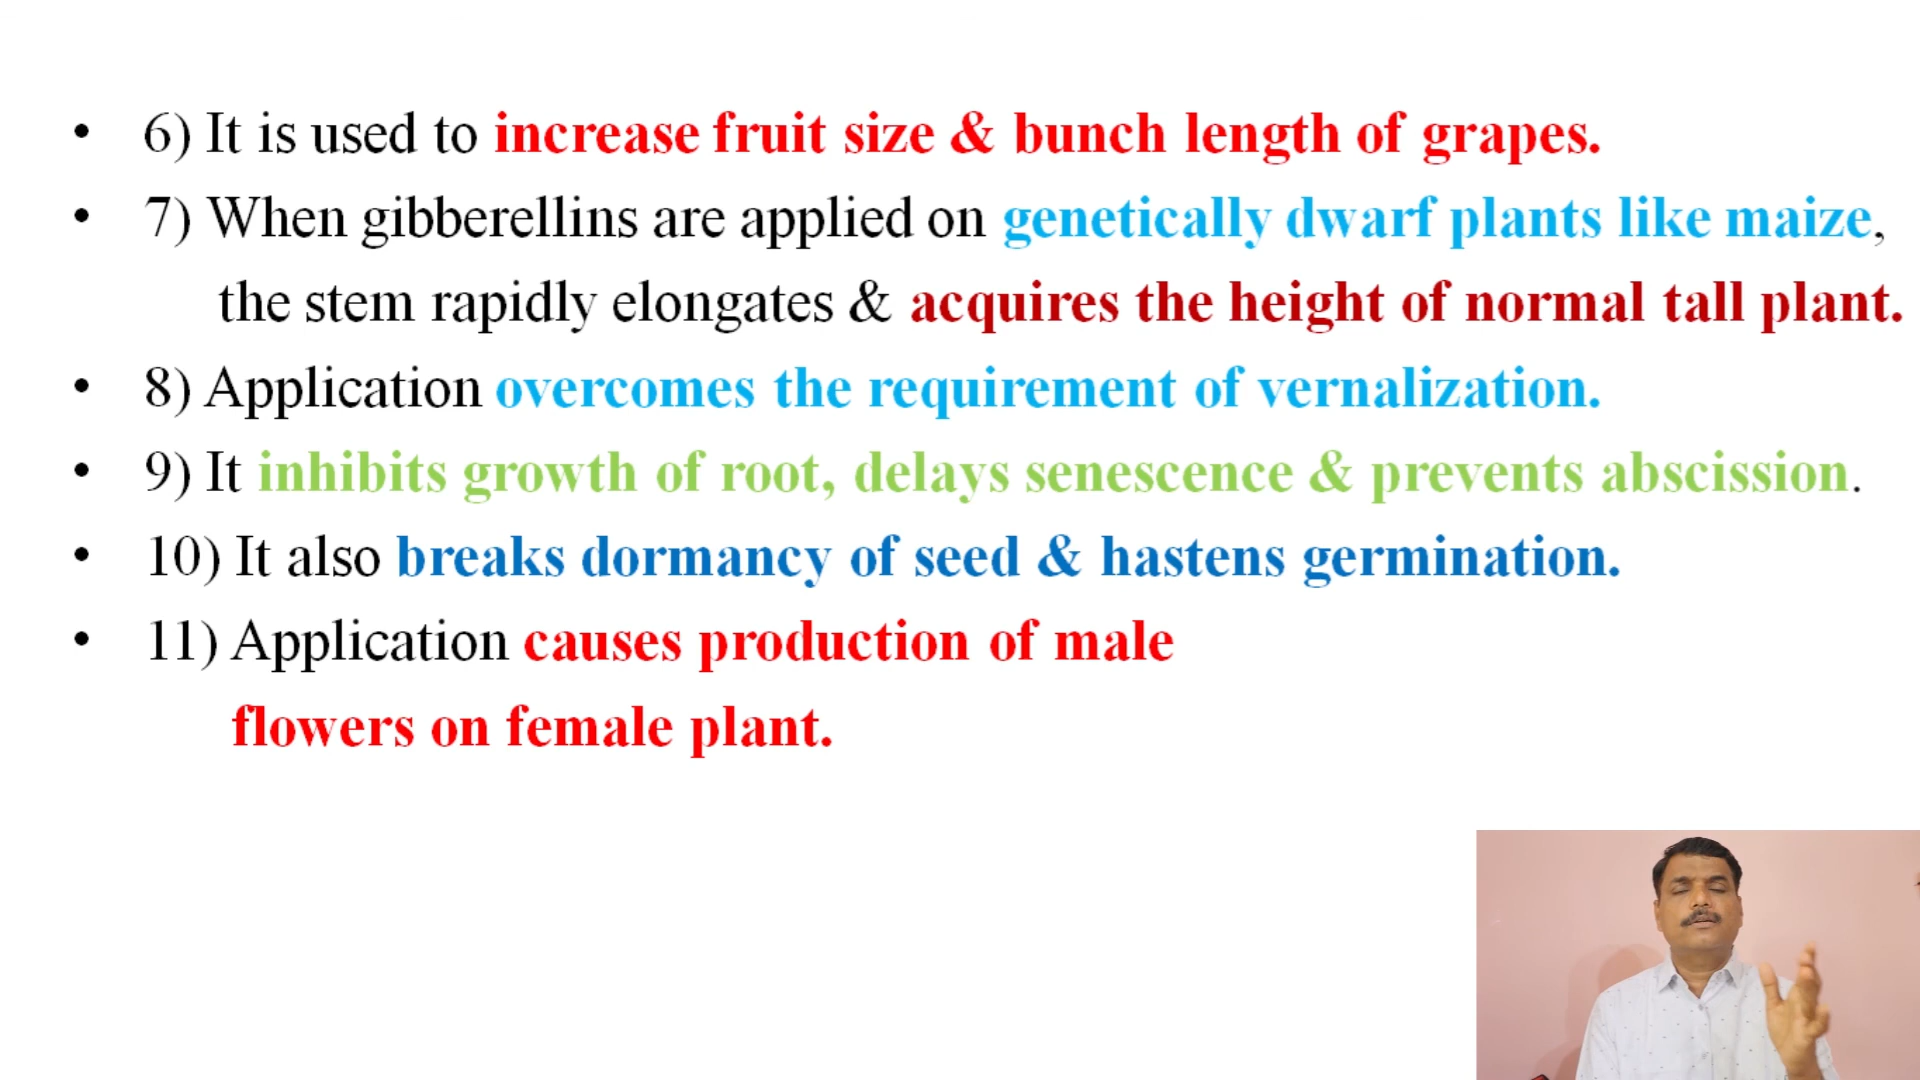 • 6) It is used to increase fruit size & bunch length of grapes.
• 7) When gibberellins are applied on genetically dwarf plants like maize,
the stem rapidly elongates & acquires the height of normal tall plant.
• 8) Application overcomes the requirement of vernalization.
• 9) It inhibits growth of root, delays senescence & prevents abscission.
• 10) It also breaks dormancy of seed & hastens germination.
• 11) Application causes production of male
flowers on female plant.